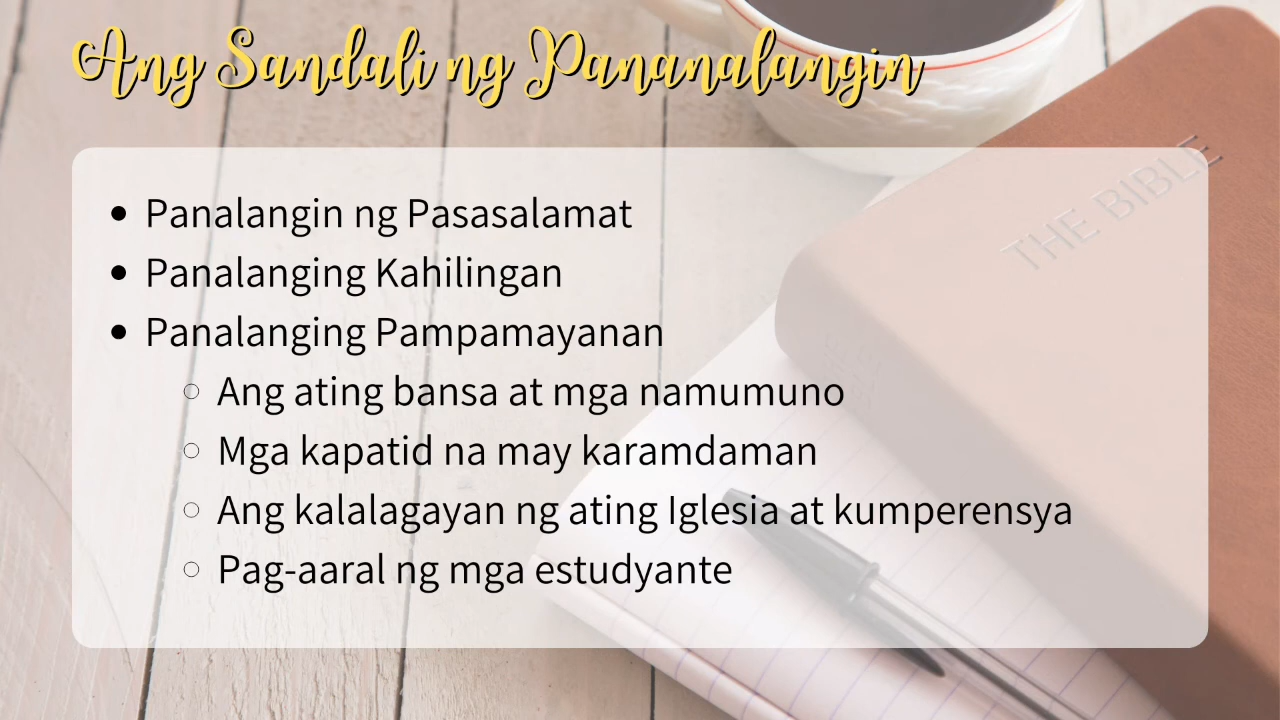 Ang Sandali ng Pananalangin
THE BIBLE
Panalangin ng Pasasalamat
Panalanging Kahilingan
Panalanging Pampamayanan
Ang ating bansa at mga namumuno
Mga kapatid na may karamdaman
Ang kalalagayan ng ating Iglesia at kumperensya
Pag-aaral ng mga estudyante